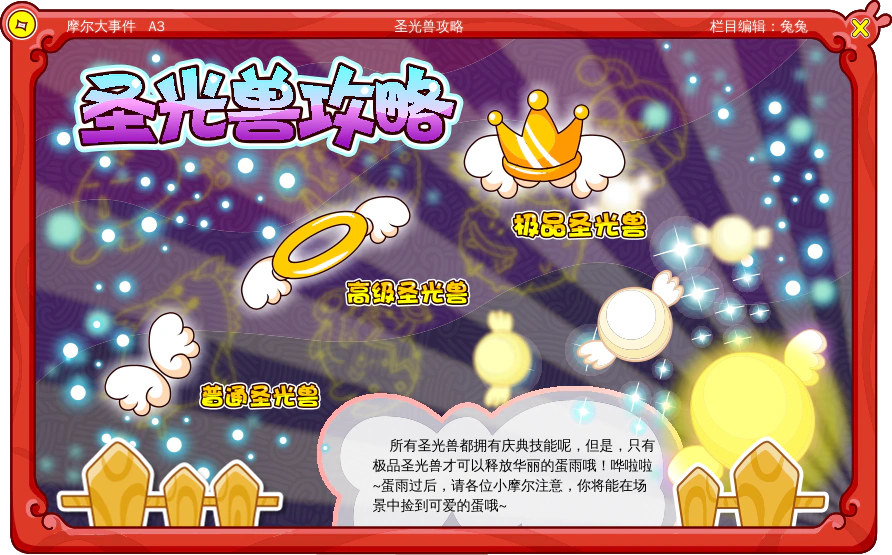 摩尔大事件 A3
圣光兽攻略
栏目编辑：兔兔
圣光兽攻略
极品圣光兽
高级圣光兽
普通圣光兽
所有圣光兽都拥有庆典技能呢，但是，只有
极品圣光兽才可以释放华丽的蛋雨哦！哗啦啦
~蛋雨过后，请各位小摩尔注意，你将能在场
景中捡到可爱的蛋哦~